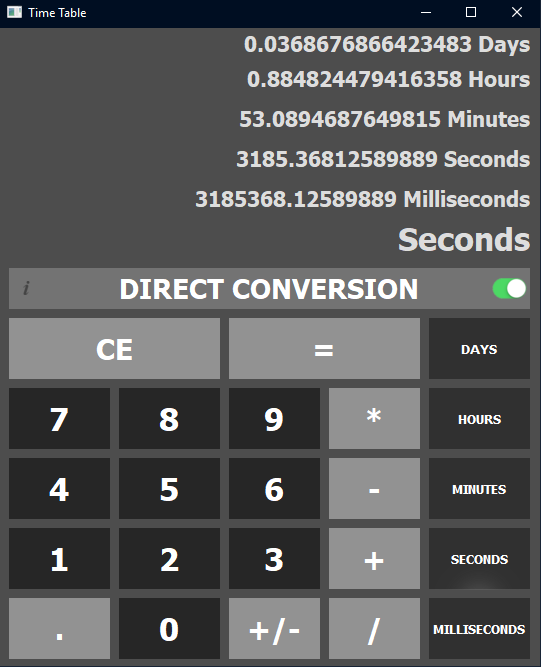 Time Table
0.0368676866423483 Days
0.884824479416358 Hours
53.0894687649815 Minutes
3185.36812589889 Seconds
3185368.12589889 Milliseconds
Seconds
i DIRECT CONVERSION
CE = DAYS
7 8 9 * HOURS
4 5 6 - MINUTES
1 2 3 + SECONDS
. 0 +/- / MILLISECONDS